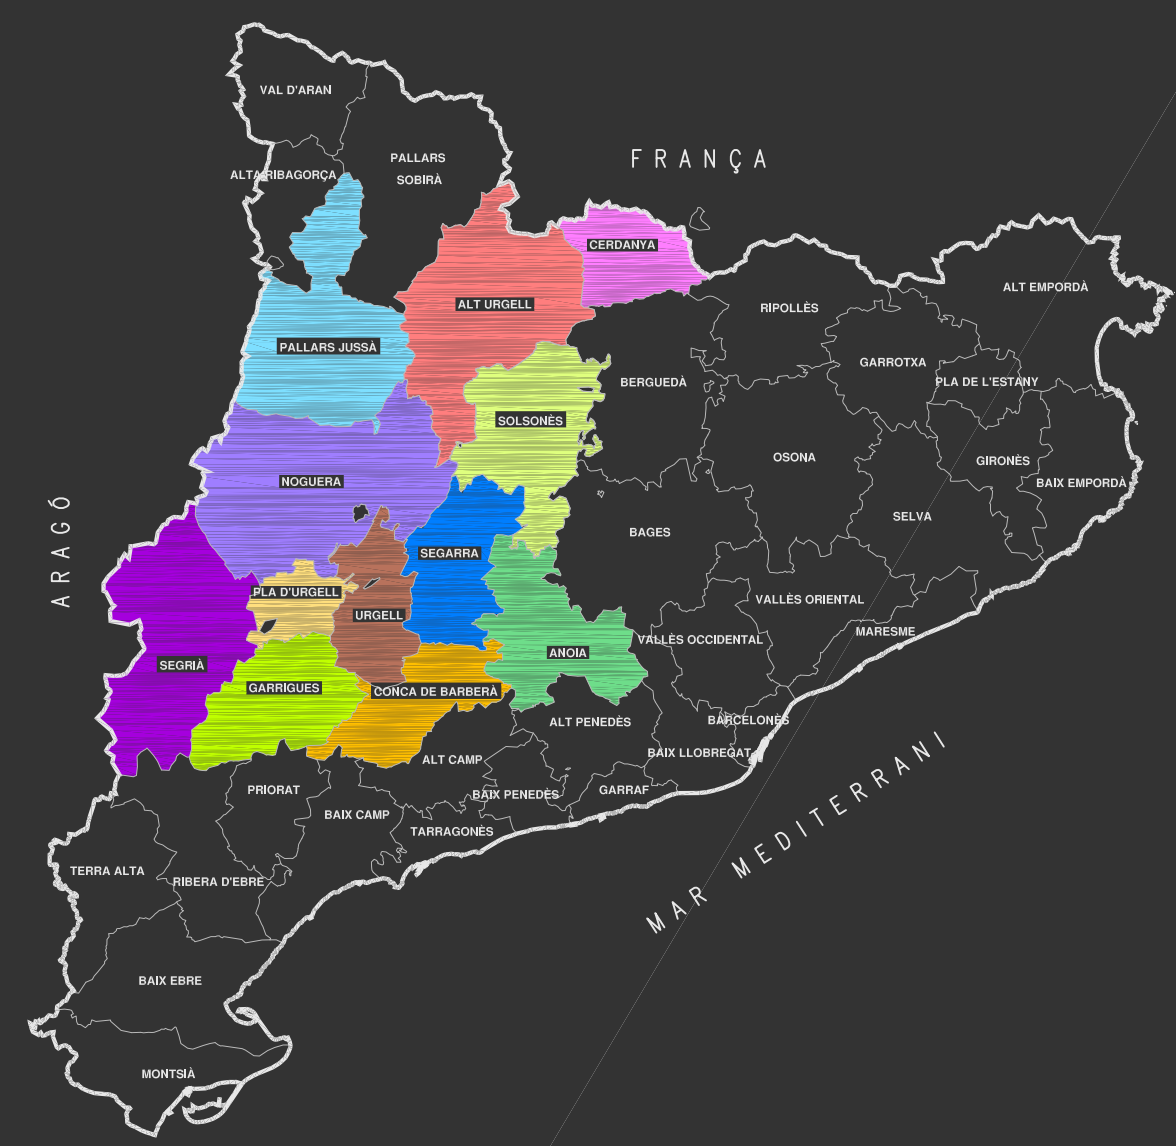 VAL D'ARAN
PALLARS
SOBIRÀ
FRANÇA
ALTA RIBAGORÇA
CERDANYA
ALT EMPORDÀ
ALT URGELL
RIPOLLÈS
PALLARS JUSSÀ
GARROTXA
BERGUEDÀ
PLA DE L'ESTANY
SOLSONÈS
OSONA
GIRONÈS
NOGUERA
BAIX EMPORDÀ
SELVA
BAGES
ARAGÓ
SEGARRA
PLA D'URGELL
VALLÈS ORIENTAL
URGELL
MARESME
VALLÈS OCCIDENTAL
ANOIA
SEGRIÀ
GARRIGUES
CONCA DE BARBERÀ
ALT PENEDÈS
BARCELONÈS
BAIX LLOBREGAT
ALT CAMP
PRIORAT
GARRAF
BAIX PENEDÈS
BAIX CAMP
TARRAGONÈS
MAR MEDITERRANI
TERRA ALTA
RIBERA D'EBRE
BAIX EBRE
MONTSIÀ